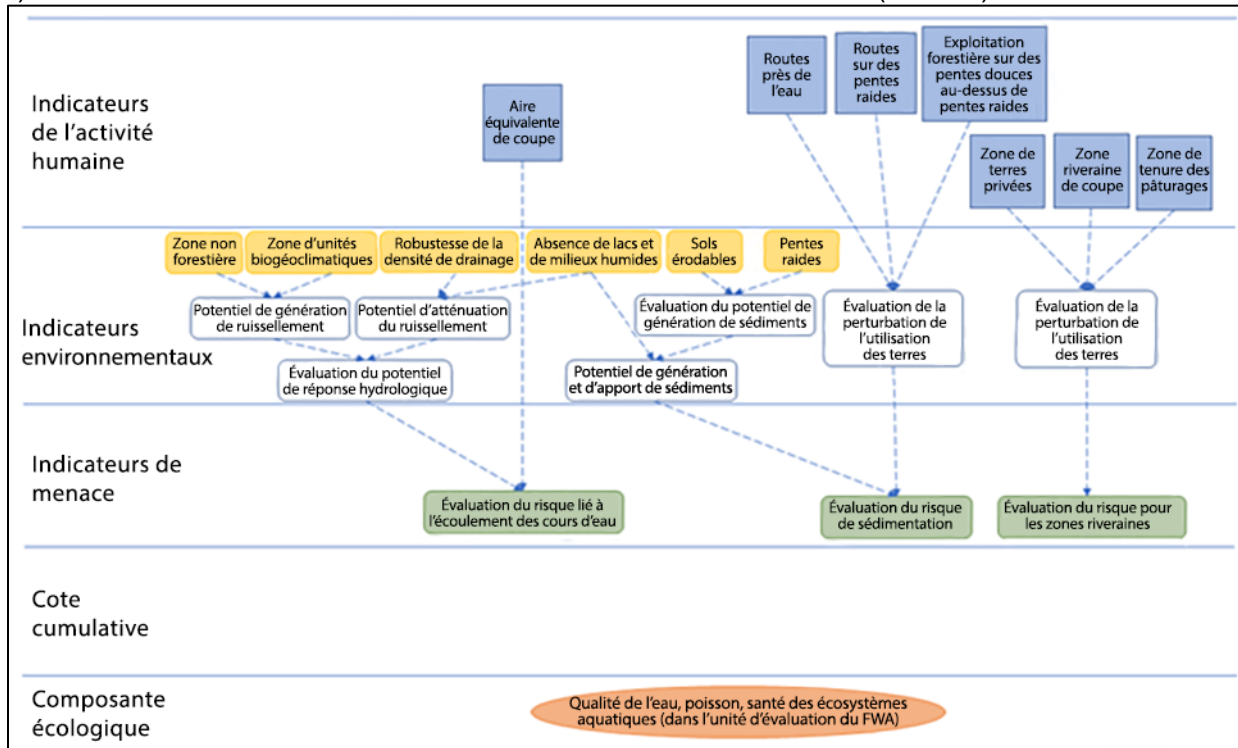 Indicateurs
de l'activité
humaine
Aire
équivalente
de coupe
Routes
près de
l'eau
Routes
sur des
pentes
raides
Exploitation
forestière sur des
pentes douces
au-dessus de
pentes raides
Zone de
terres
privées
Zone
riveraine
de coupe
Zone de
tenure des
pâturages
Indicateurs
environnementaux
Zone non
forestière
Zone d'unités
biogéoclimatiques
Robustesse de la
densité de drainage
Absence de lacs et
de milieux humides
Sols
érodables
Pentes
raides
Potentiel de génération
de ruissellement
Potentiel d'atténuation
du ruissellement
Évaluation du potentiel de
génération de sédiments
Évaluation de la
perturbation de
l'utilisation
des terres
Évaluation de la
perturbation de
l'utilisation
des terres
Évaluation du potentiel
de réponse hydrologique
Potentiel de génération
et d'apport de sédiments
Indicateurs de
menace
Évaluation du risque lié à
l'écoulement des cours d'eau
Évaluation du risque
de sédimentation
Évaluation du risque pour
les zones riveraines
Cote
cumulative
Composante
écologique
Qualité de l'eau, poisson, santé des écosystèmes
aquatiques (dans l'unité d'évaluation du FWA)